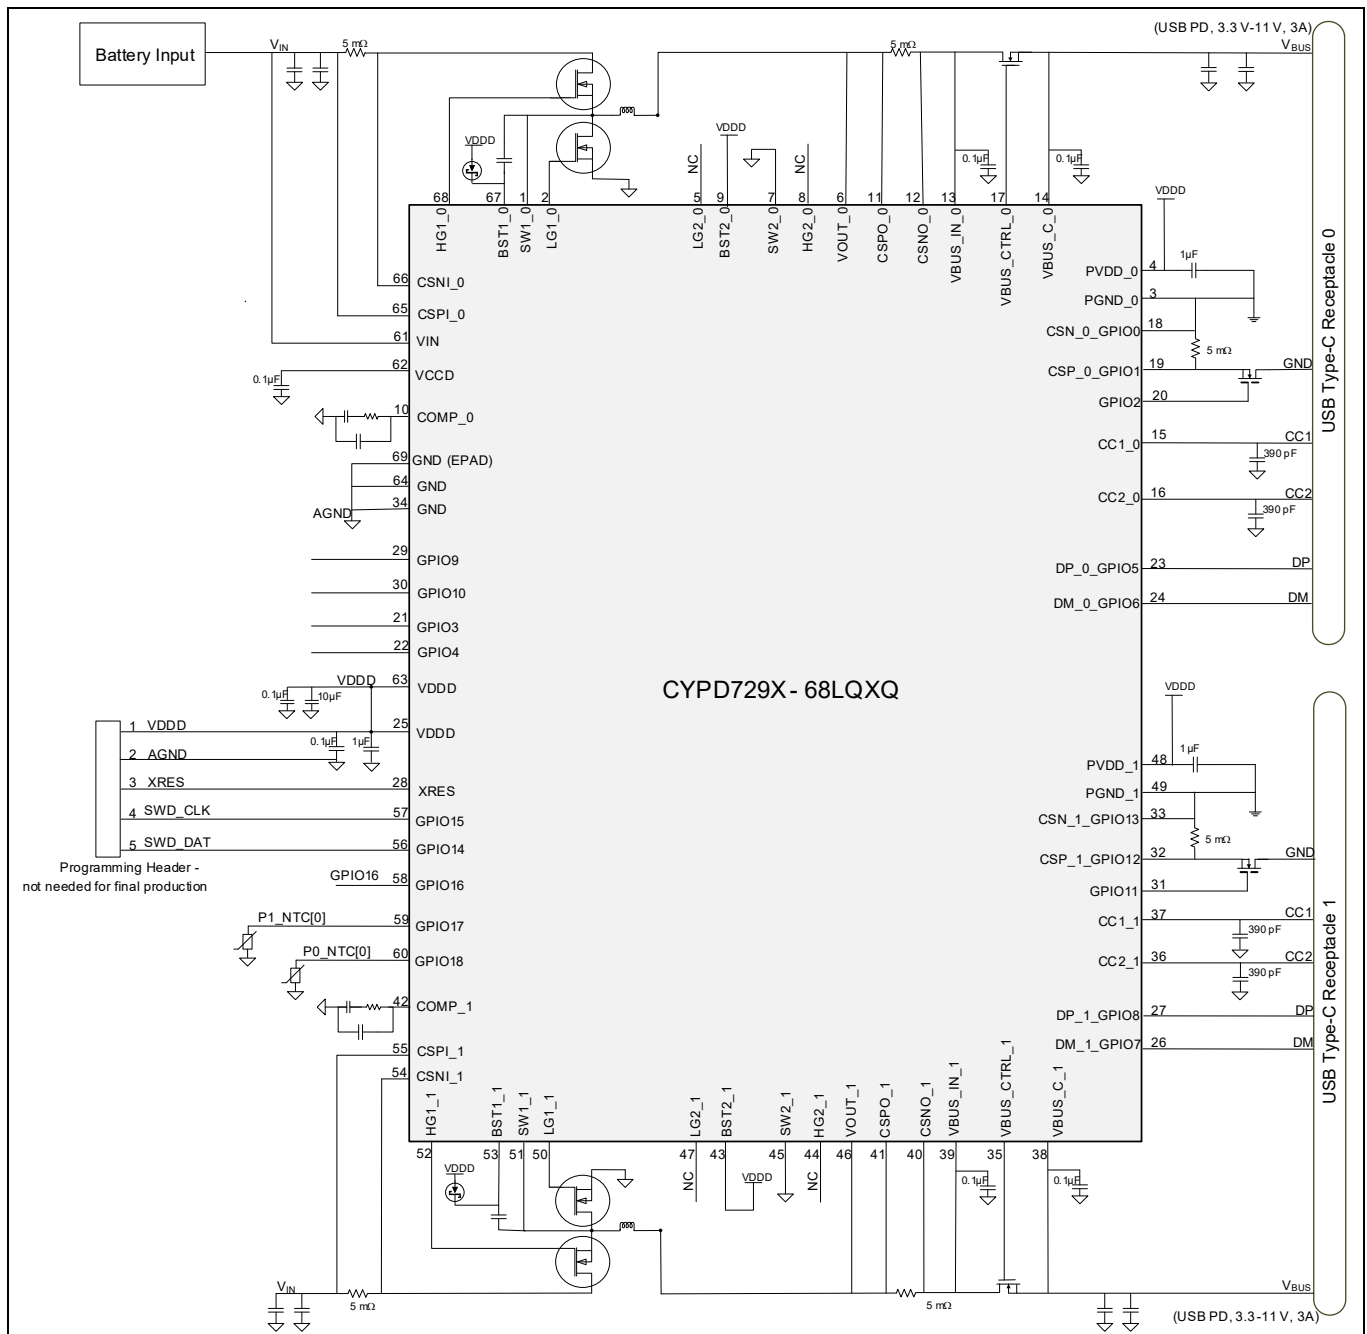 (USB PD, 3.3 V-11 V, 3A)
Battery Input
VIN
5 mΩ
5 mΩ
VBUS
VDDD
VDDD
NC
NC
0.1µF
0.1µF
68
67
1
2
5
9
7
8
6
11
12
13
17
14
HG1_0
BST1_0
SW1_0
LG1_0
LG2_0
BST2_0
SW2_0
HG2_0
VOUT_0
CSPO_0
CSNO_0
VBUS_IN_0
VBUS_CTRL_0
VBUS_C_0
VDDD
1µF
66 CSNI_0
65 CSPI_0
61 VIN
62 VCCD
0.1µF
10 COMP_0
69 GND (EPAD)
64 GND
34 GND
AGND
29 GPIO9
30 GPIO10
21 GPIO3
22 GPIO4
PVDD_0 4
PGND_0 3
CSN_0_GPIO0 18
5 mΩ
CSP_0_GPIO1 19 GND
GPIO2 20
CC1_0 15 CC1
390 pF
CC2_0 16 CC2
390 pF
DP_0_GPIO5 23 DP
DM_0_GPIO6 24 DM
USB Type-C Receptacle 0
CYPD729X - 68LQXQ
VDDD 63 VDDD
0.1µF
10µF
25 VDDD
0.1µF
1µF
1 VDDD
2 AGND
3 XRES
4 SWD_CLK
5 SWD_DAT
28 XRES
57 GPIO15
56 GPIO14
Programming Header -
not needed for final production
GPIO16 58 GPIO16
P1_NTC[0] 59 GPIO17
P0_NTC[0] 60 GPIO18
42 COMP_1
55 CSPI_1
54 CSNI_1
VDDD
1µF
PVDD_1 48
PGND_1 49
CSN_1_GPIO13 33
5 mΩ
CSP_1_GPIO12 32 GND
GPIO11 31
CC1_1 37 CC1
390 pF
CC2_1 36 CC2
390 pF
DP_1_GPIO8 27 DP
DM_1_GPIO7 26 DM
USB Type-C Receptacle 1
HG1_1
BST1_1
SW1_1
LG1_1
LG2_1
BST2_1
SW2_1
HG2_1
VOUT_1
CSPO_1
CSNO_1
VBUS_IN_1
VBUS_CTRL_1
VBUS_C_1
52
53
51
50
47
43
45
44
46
41
40
39
35
38
VDDD
NC
VDDD
NC
0.1µF
0.1µF
VIN
5 mΩ
5 mΩ
VBUS
(USB PD, 3.3-11 V, 3A)